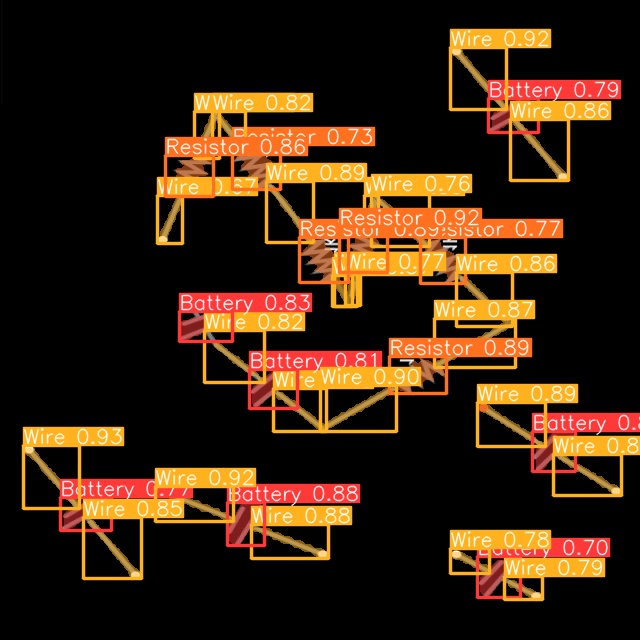 Wire 0.92
Battery 0.79
Wire 0.86
Wire 0.82
Resistor 0.73
Resistor 0.86
Wire 0.89
Wire 0.76
Resistor 0.92
Wire 0.77
Wire 0.86
Battery 0.83
Wire 0.82
Wire 0.87
Resistor 0.89
Battery 0.81
Wire
Wire 0.90
Wire 0.89
Battery
Wire
Wire 0.93
Wire 0.92
Battery 0.77
Battery 0.88
Wire 0.85
Wire 0.88
Wire 0.78
Battery 0.70
Wire 0.79